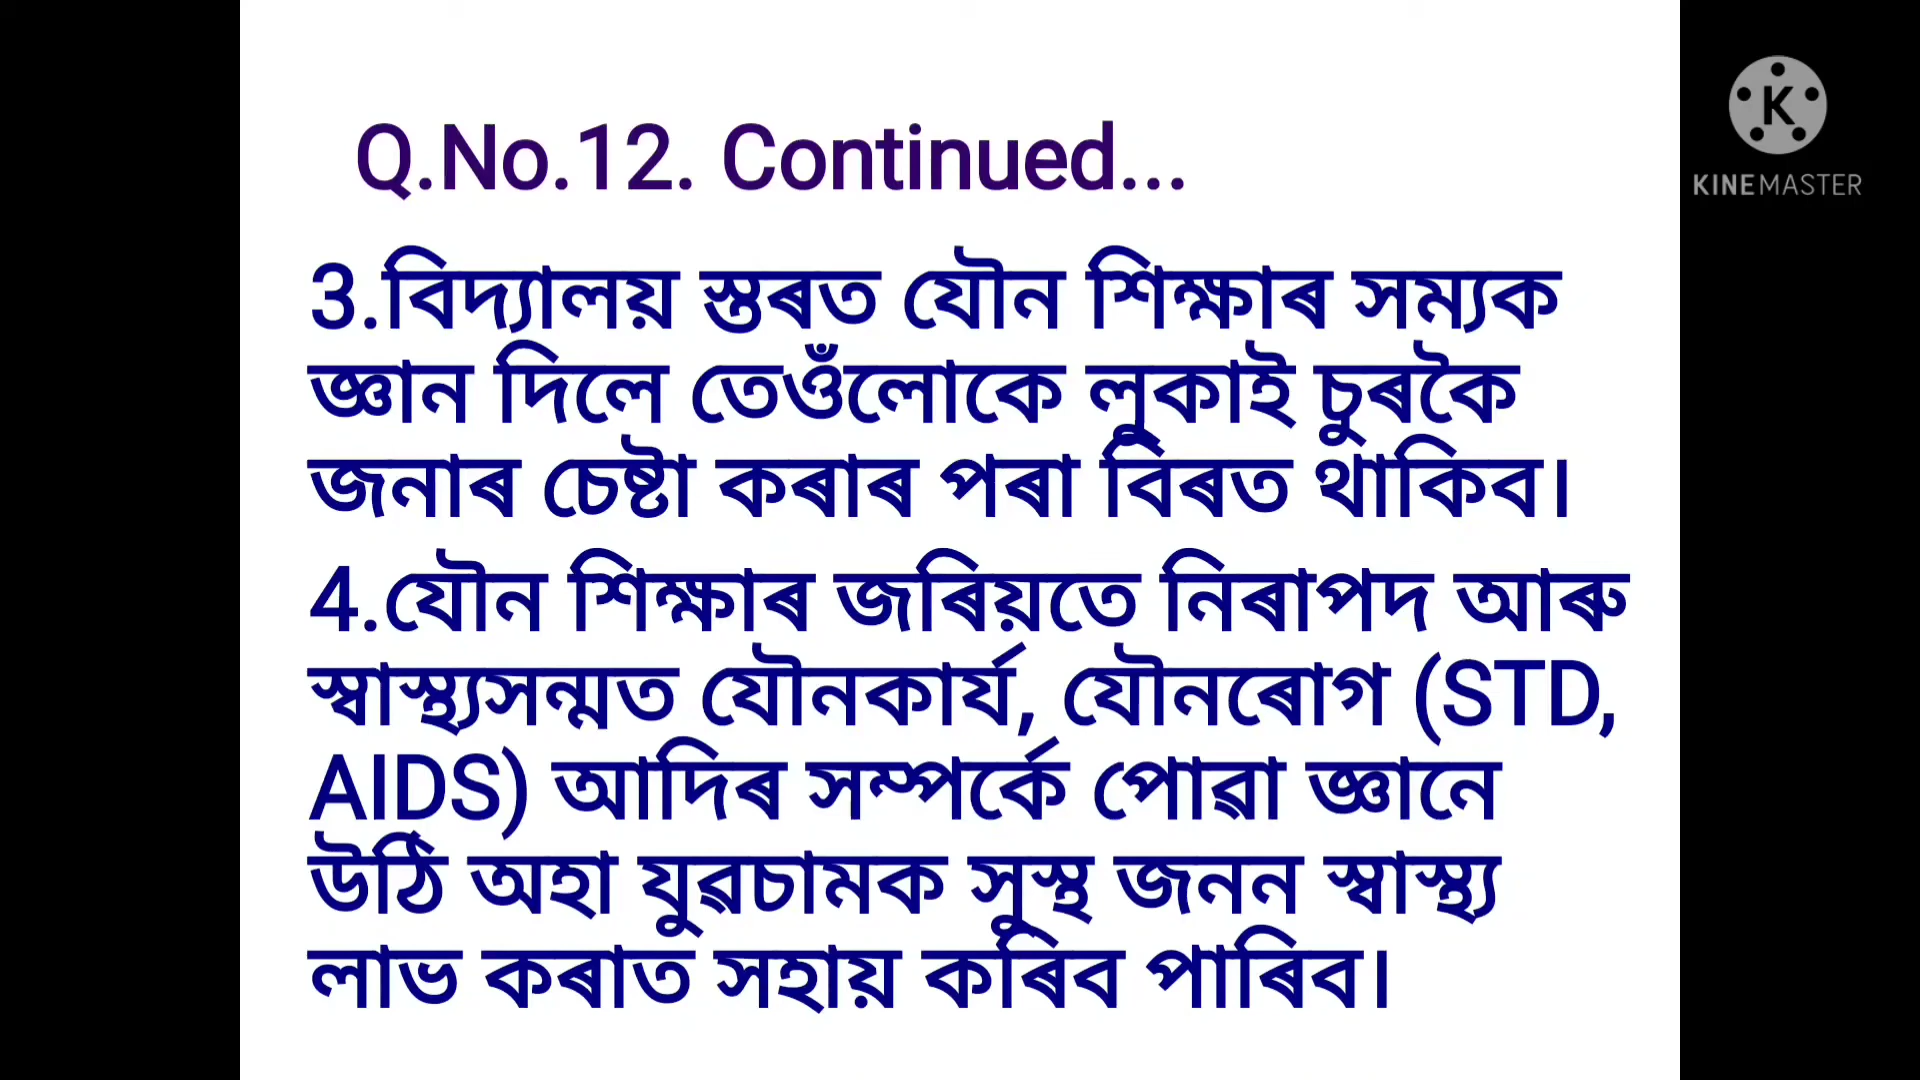 Q.No.12. Continued...
3.বিদ্যালয় স্তৰত যৌন শিক্ষাৰ সম্যক
জ্ঞান দিলে তেওঁলোকে লুকাই চুৰকৈ
জনাৰ চেষ্টা কৰাৰ পৰা বিৰত থাকিব।
4.যৌন শিক্ষাৰ জৰিয়তে নিৰাপদ আৰু
স্বাস্থ্যসন্মত যৌনকাৰ্য, যৌনৰোগ (STD,
AIDS) আদিৰ সম্পৰ্কে পোৱা জ্ঞানে
উঠি অহা যুৱচামক সুস্থ জনন স্বাস্থ্য
লাভ কৰাত সহায় কৰিব পাৰিব।
K
KINEMASTER